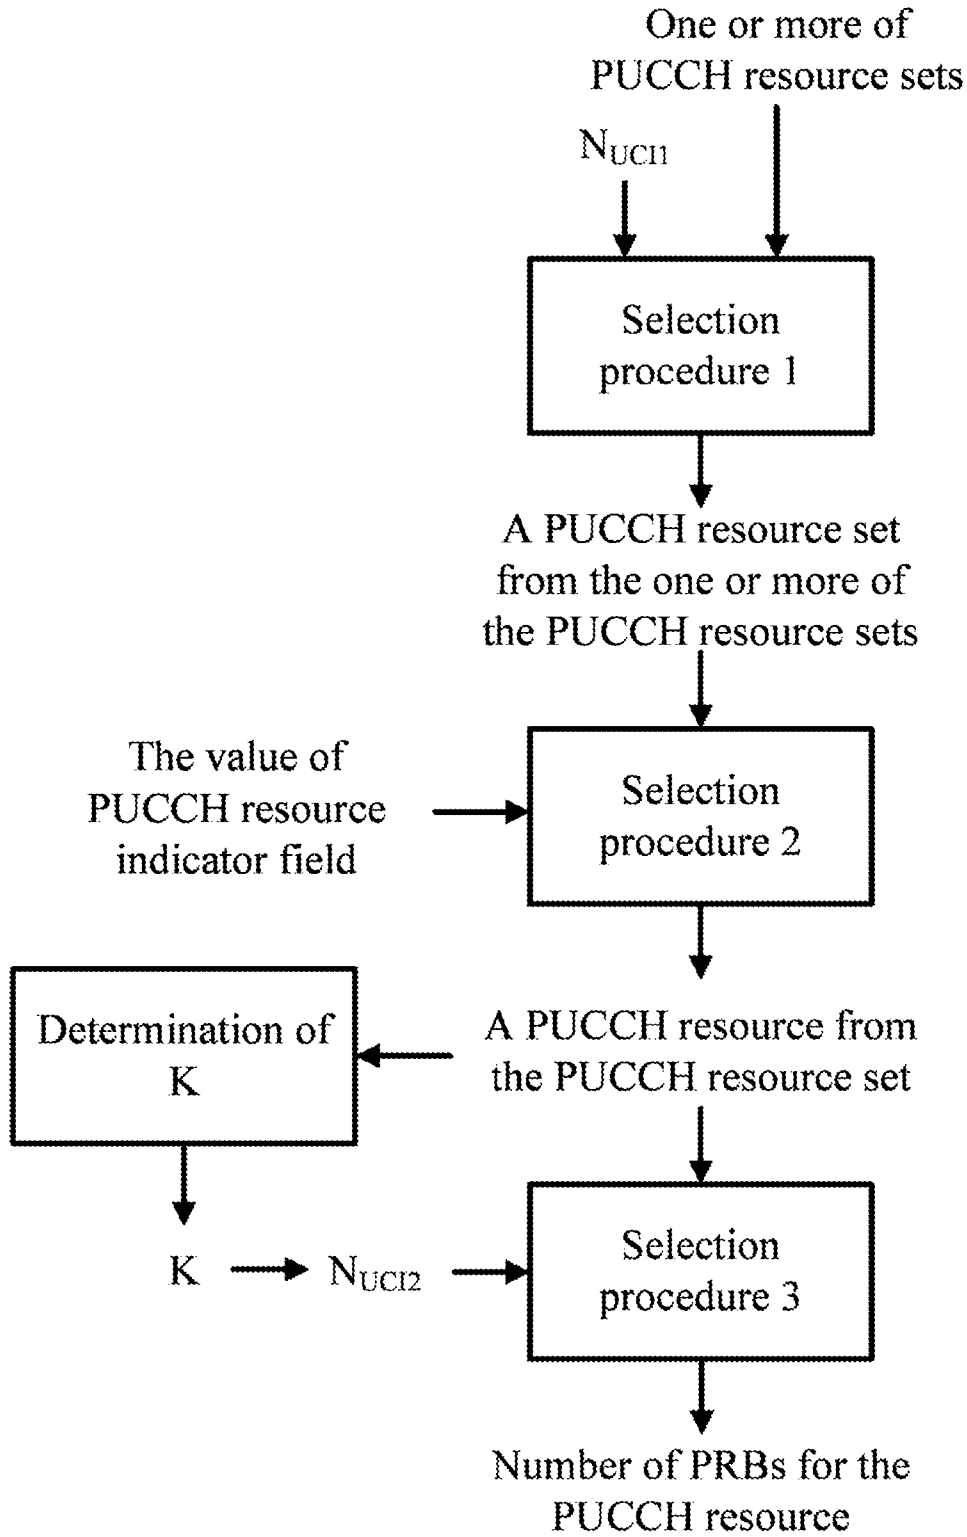 One or more of
PUCCH resource sets
N_UCI1
Selection
procedure 1
A PUCCH resource set
from the one or more of
the PUCCH resource sets
The value of
PUCCH resource
indicator field
Selection
procedure 2
Determination of
K
A PUCCH resource from
the PUCCH resource set
K
N_UCI2
Selection
procedure 3
Number of PRBs for the
PUCCH resource